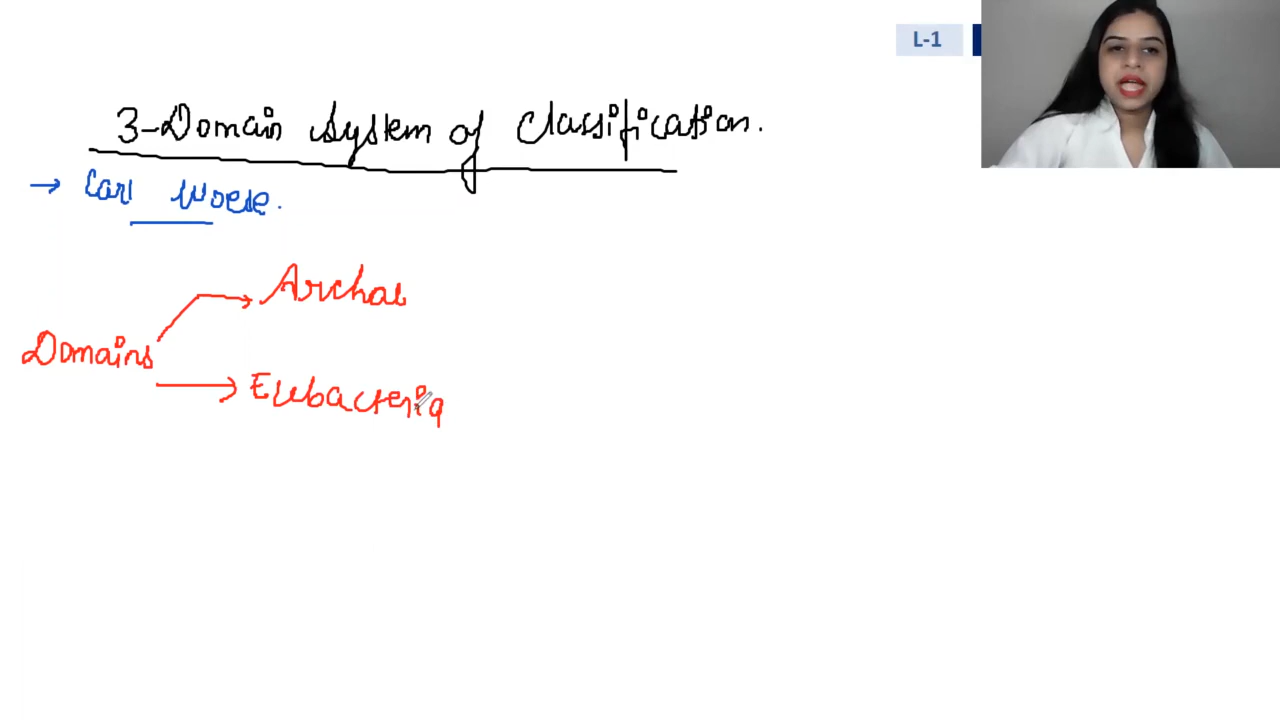 L-1
3-Domain System of Classification.
→ Carl Woese.
Archae
Domains
Eubacteria